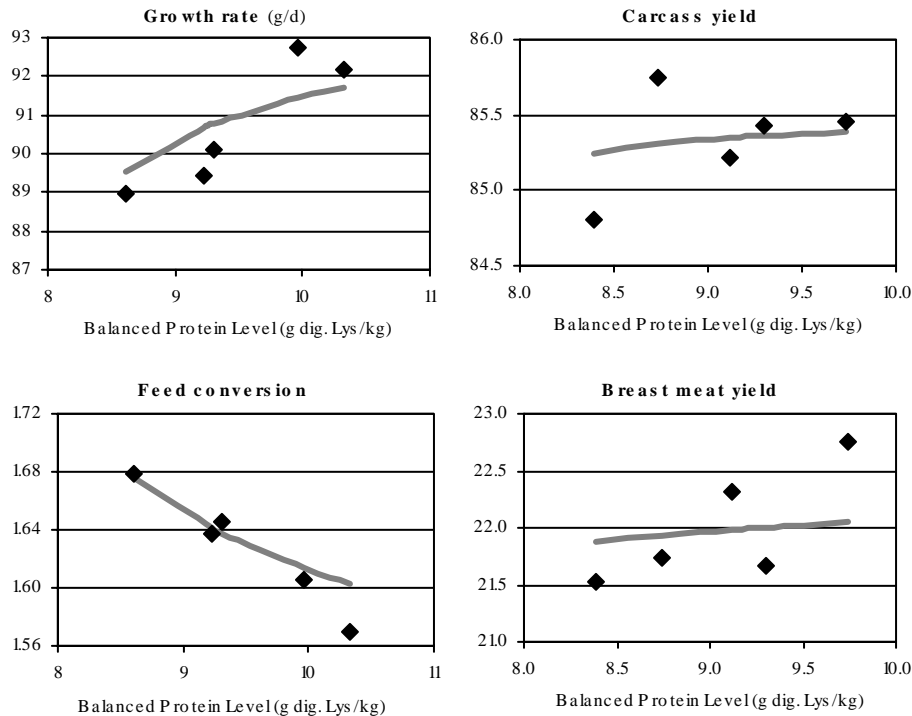 Growth rate (g/d)
93
92
91
90
89
88
87
8 9 10 11
Balanced Protein Level (g dig. Lys/kg)
Carcass yield
86.0
85.5
85.0
84.5
8.0 8.5 9.0 9.5 10.0
Balanced Protein Level (g dig. Lys/kg)
Feed conversion
1.72
1.68
1.64
1.60
1.56
8 9 10 11
Balanced Protein Level (g dig. Lys/kg)
Breast meat yield
23.0
22.5
22.0
21.5
21.0
8.0 8.5 9.0 9.5 10.0
Balanced Protein Level (g dig. Lys/kg)